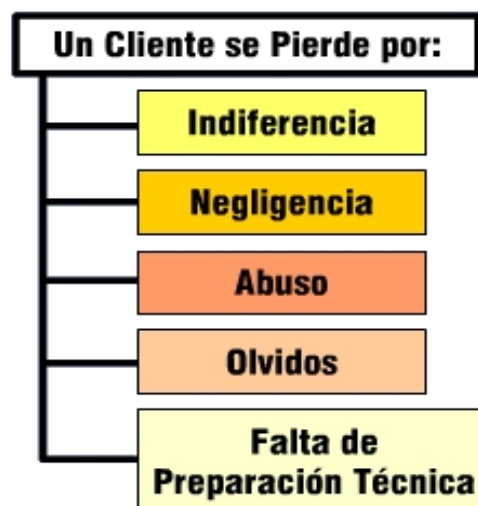 Un Cliente se Pierde por:
Indiferencia
Negligencia
Abuso
Olvidos
Falta de
Preparación Técnica